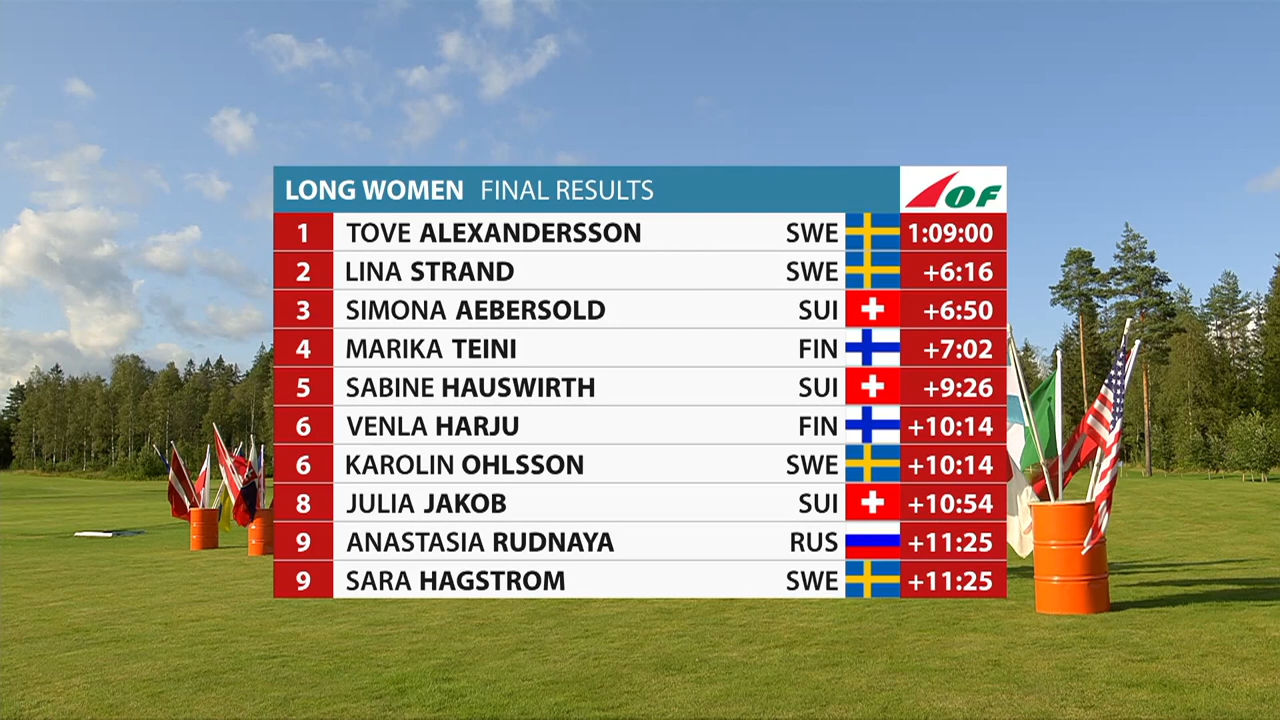 LONG WOMEN FINAL RESULTS IOF
1 TOVE ALEXANDERSSON SWE 1:09:00
2 LINA STRAND SWE +6:16
3 SIMONA AEBERSOLD SUI +6:50
4 MARIKA TEINI FIN +7:02
5 SABINE HAUSWIRTH SUI +9:26
6 VENLA HARJU FIN +10:14
6 KAROLIN OHLSSON SWE +10:14
8 JULIA JAKOB SUI +10:54
9 ANASTASIA RUDNAYA RUS +11:25
9 SARA HAGSTROM SWE +11:25